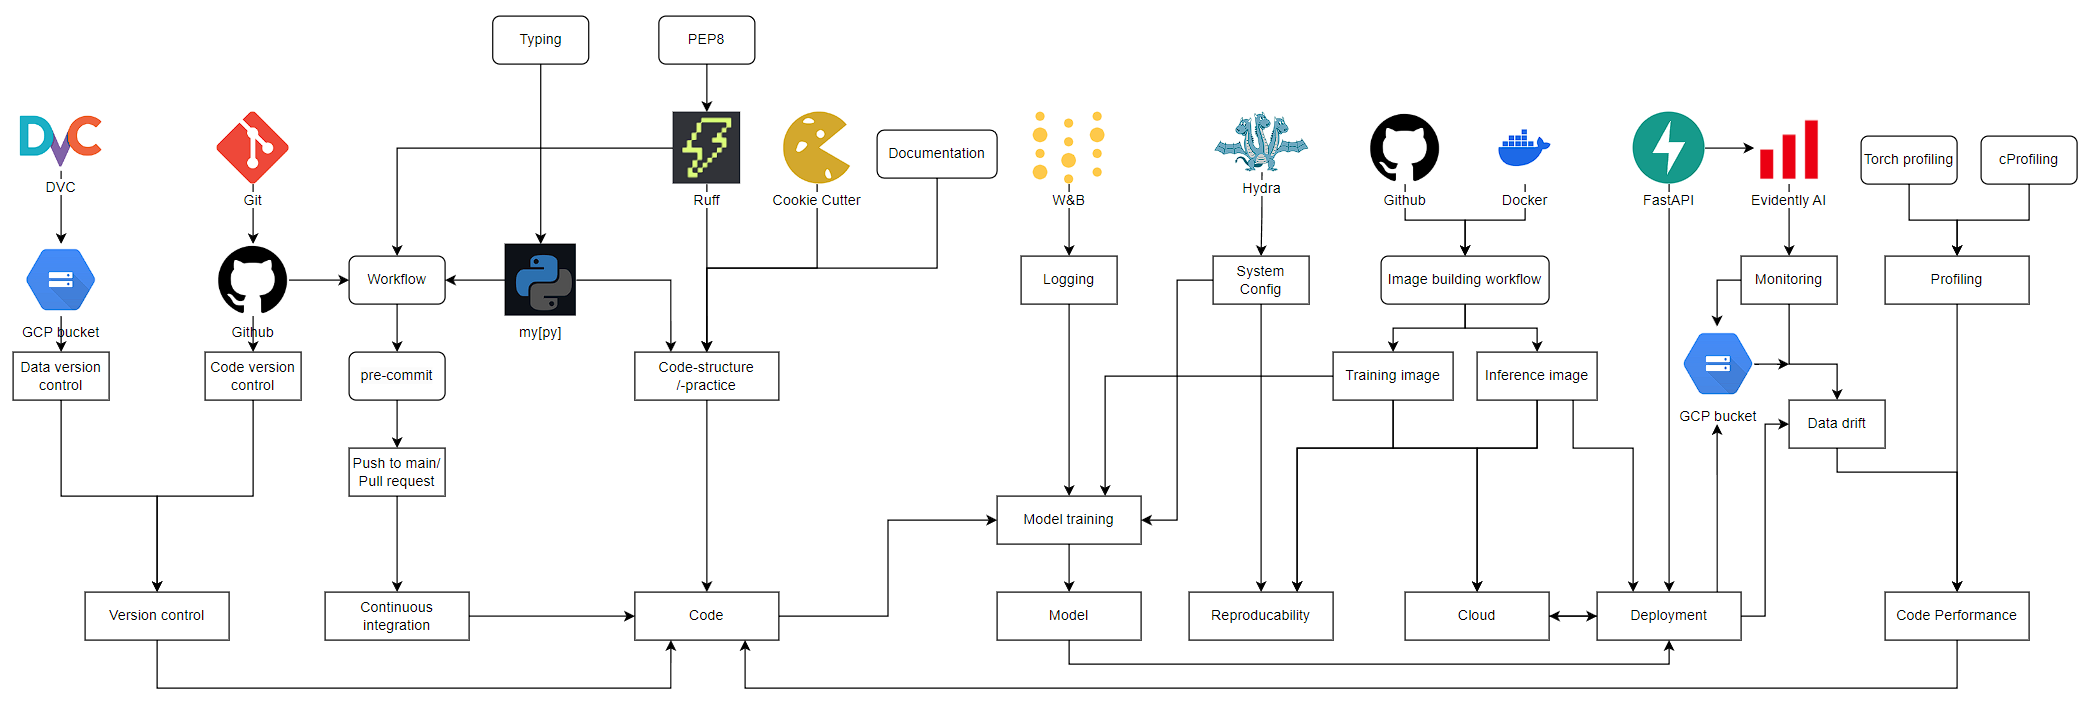 Typing
PEP8
Documentation
Torch profiling
cProfiling
DVC
DVC
Git
Ruff
Cookie Cutter
W&B
Hydra
Github
Docker
FastAPI
Evidently AI
Workflow
Logging
System
Config
Image building workflow
Monitoring
Profiling
GCP bucket
Github
my[py]
Data version
control
Code version
control
pre-commit
Code-structure
/-practice
Training image
Inference image
GCP bucket
Data drift
Push to main/
Pull request
Model training
Version control
Continuous
integration
Code
Model
Reproducability
Cloud
Deployment
Code Performance